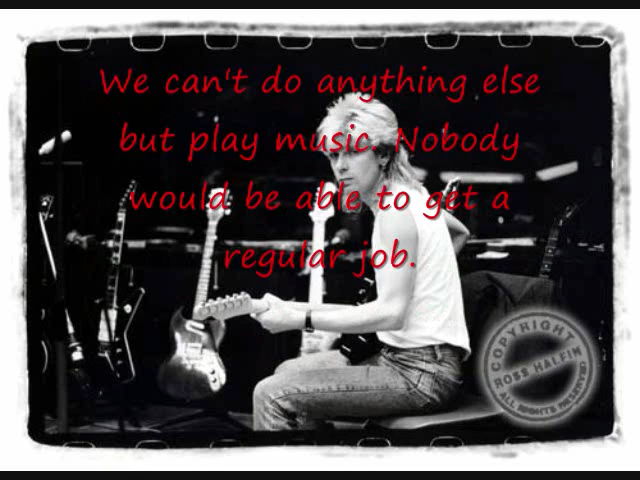 We can't do anything else
but play music. Nobody
would be able to get a
regular job.
COPYRIGHT
ROSS HALFIN
ALL RIGHTS RESERVED